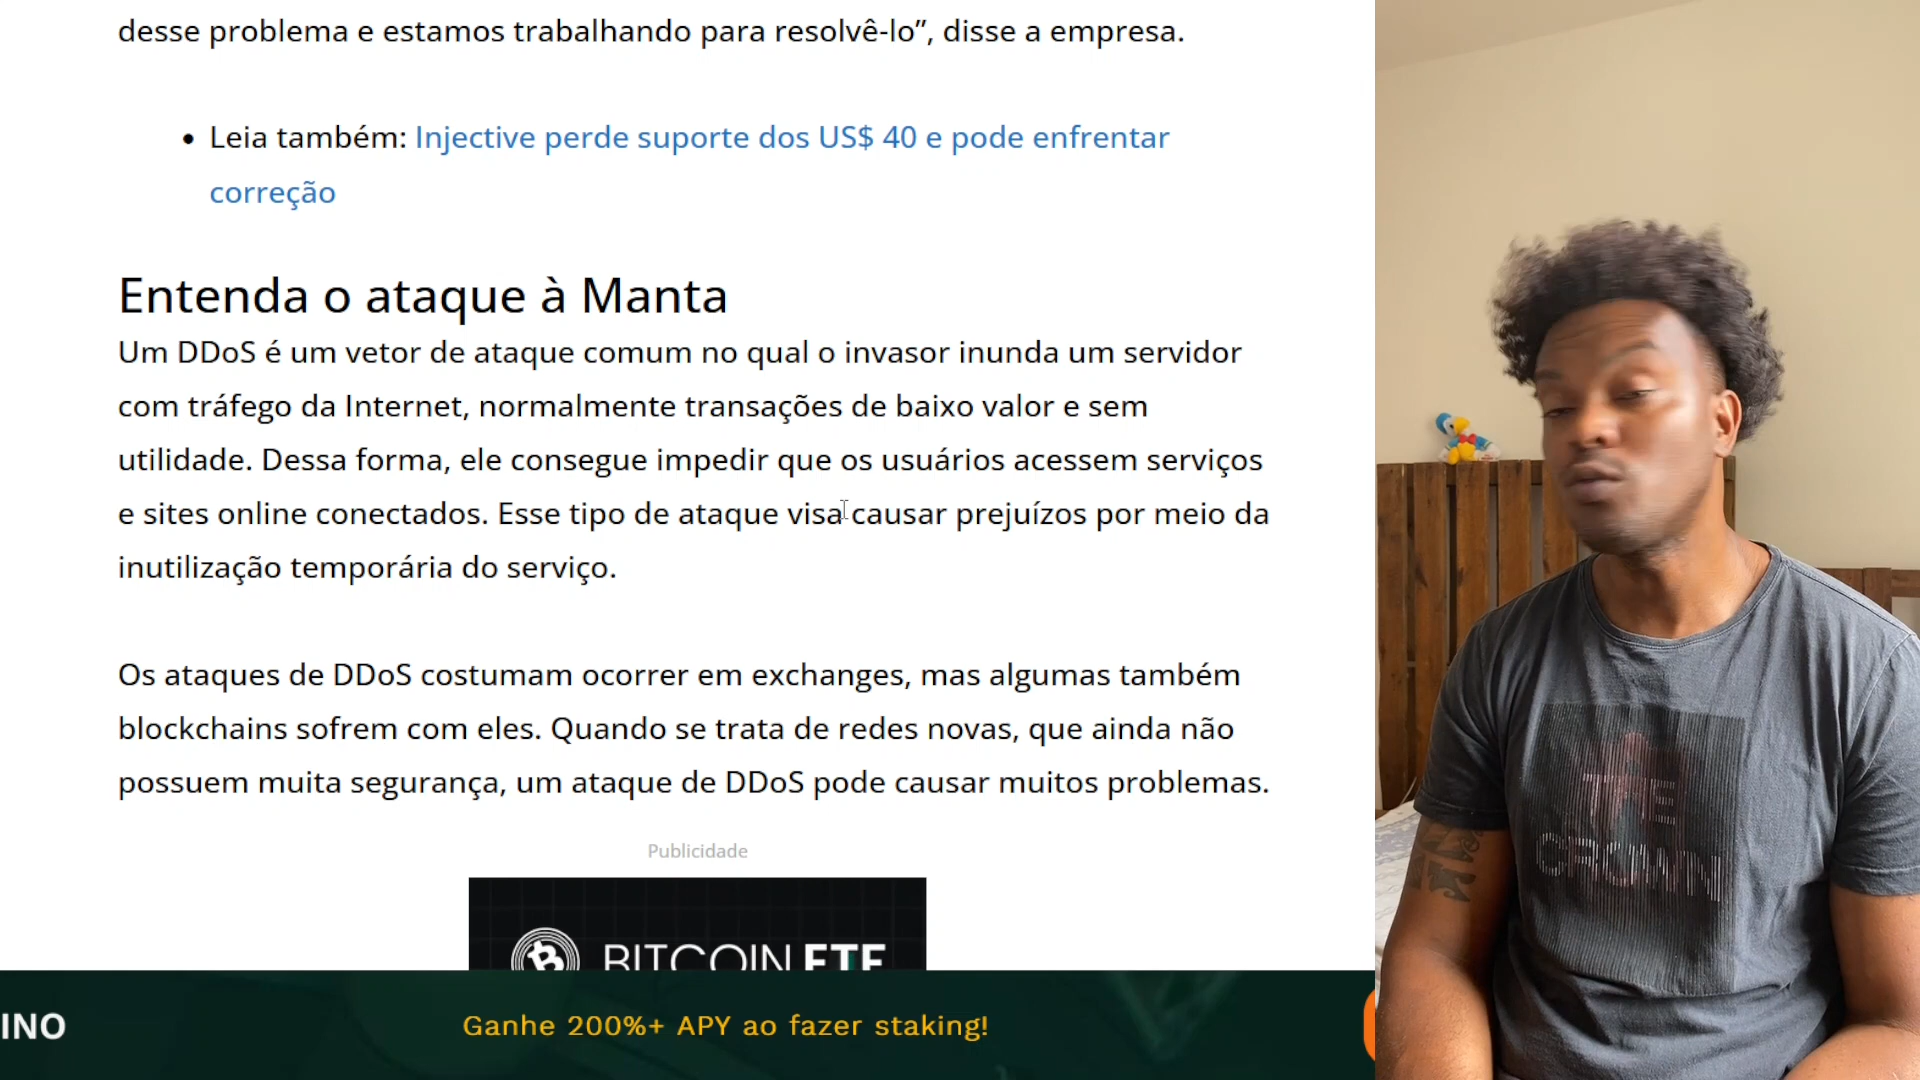 desse problema e estamos trabalhando para resolvê-lo”, disse a empresa.
• Leia também: Injective perde suporte dos US$ 40 e pode enfrentar
correção
Entenda o ataque à Manta
Um DDoS é um vetor de ataque comum no qual o invasor inunda um servidor
com tráfego da Internet, normalmente transações de baixo valor e sem
utilidade. Dessa forma, ele consegue impedir que os usuários acessem serviços
e sites online conectados. Esse tipo de ataque visa causar prejuízos por meio da
inutilização temporária do serviço.
Os ataques de DDoS costumam ocorrer em exchanges, mas algumas também
blockchains sofrem com eles. Quando se trata de redes novas, que ainda não
possuem muita segurança, um ataque de DDoS pode causar muitos problemas.
Publicidade
BITCOIN ETF
INO
Ganhe 200%+ APY ao fazer staking!
THE
CROWN